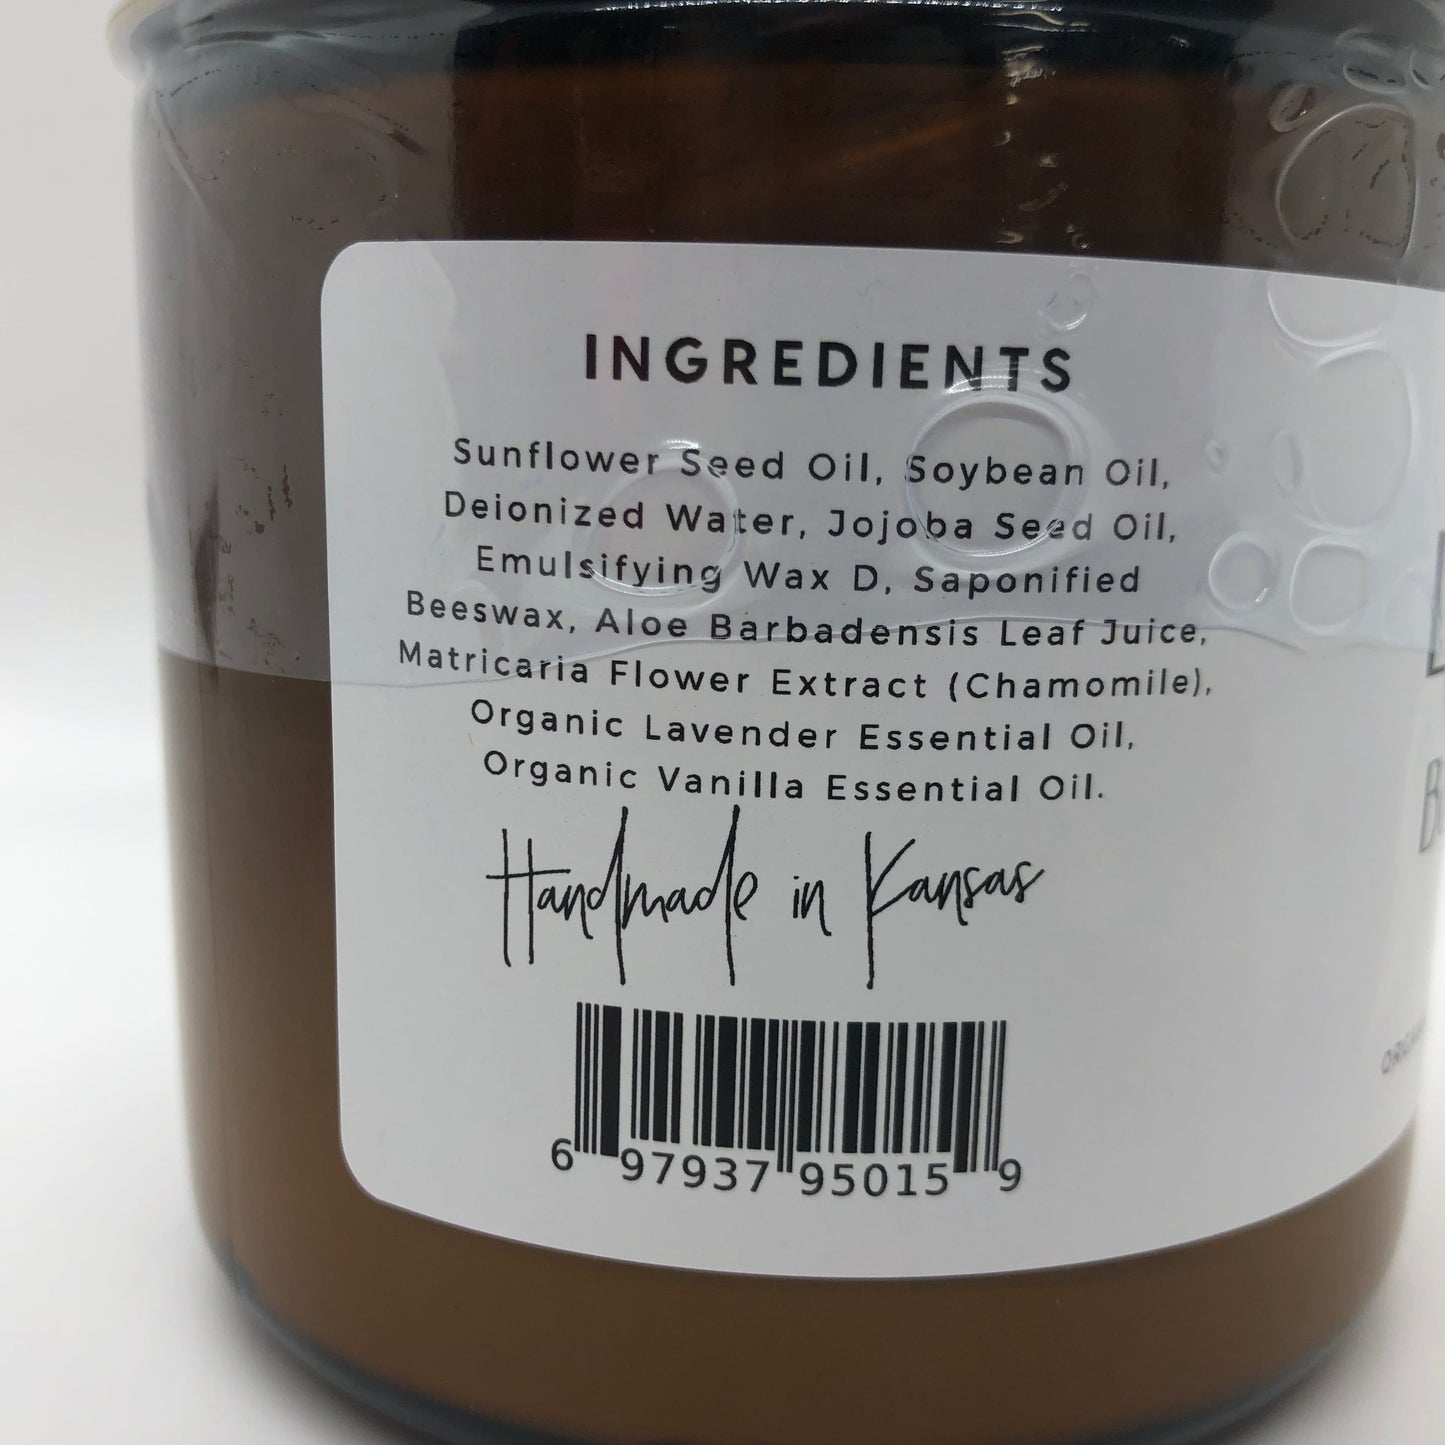 INGREDIENTS
Sunflower Seed Oil, Soybean Oil,
Deionized Water, Jojoba Seed Oil,
Emulsifying Wax D, Saponified
Beeswax, Aloe Barbadensis Leaf Juice,
Matricaria Flower Extract (Chamomile),
Organic Lavender Essential Oil,
Organic Vanilla Essential Oil.
Handmade in Kansas
6 97937 95015 9